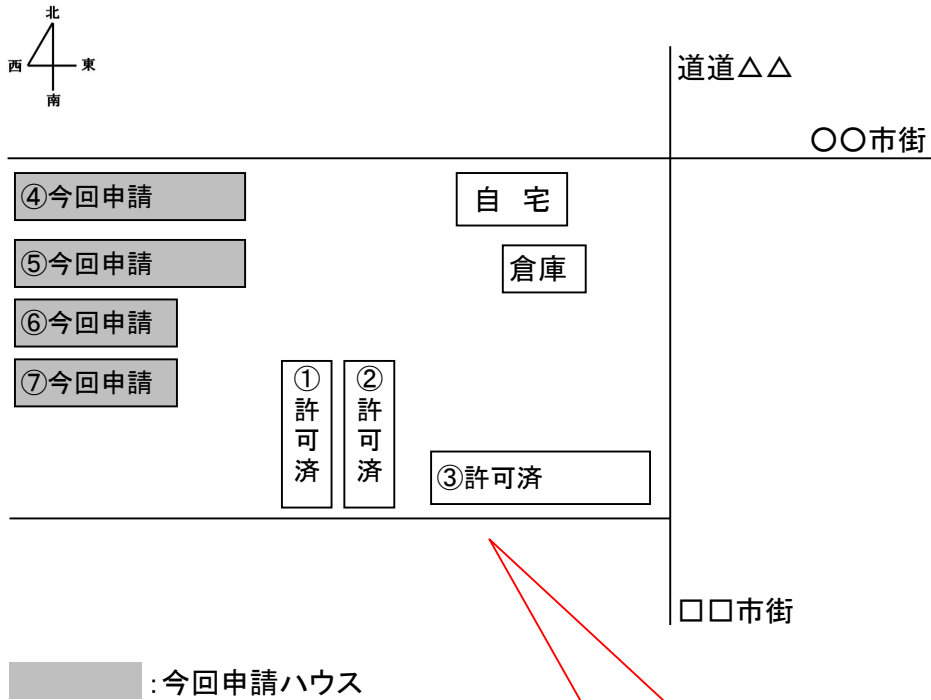 北
西 東
南
道道△△
〇〇市街
④今回申請
自 宅
⑤今回申請
倉庫
⑥今回申請
⑦今回申請
①許可済
②許可済
③許可済
□□市街
:今回申請ハウス